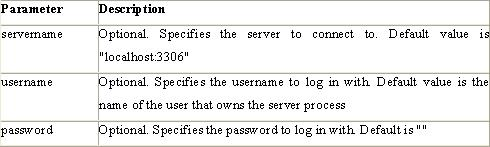 Parameter Description
servername Optional. Specifies the server to connect to. Default value is
"localhost:3306"
username Optional. Specifies the username to log in with. Default value is the
name of the user that owns the server process
password Optional. Specifies the password to log in with. Default is ""